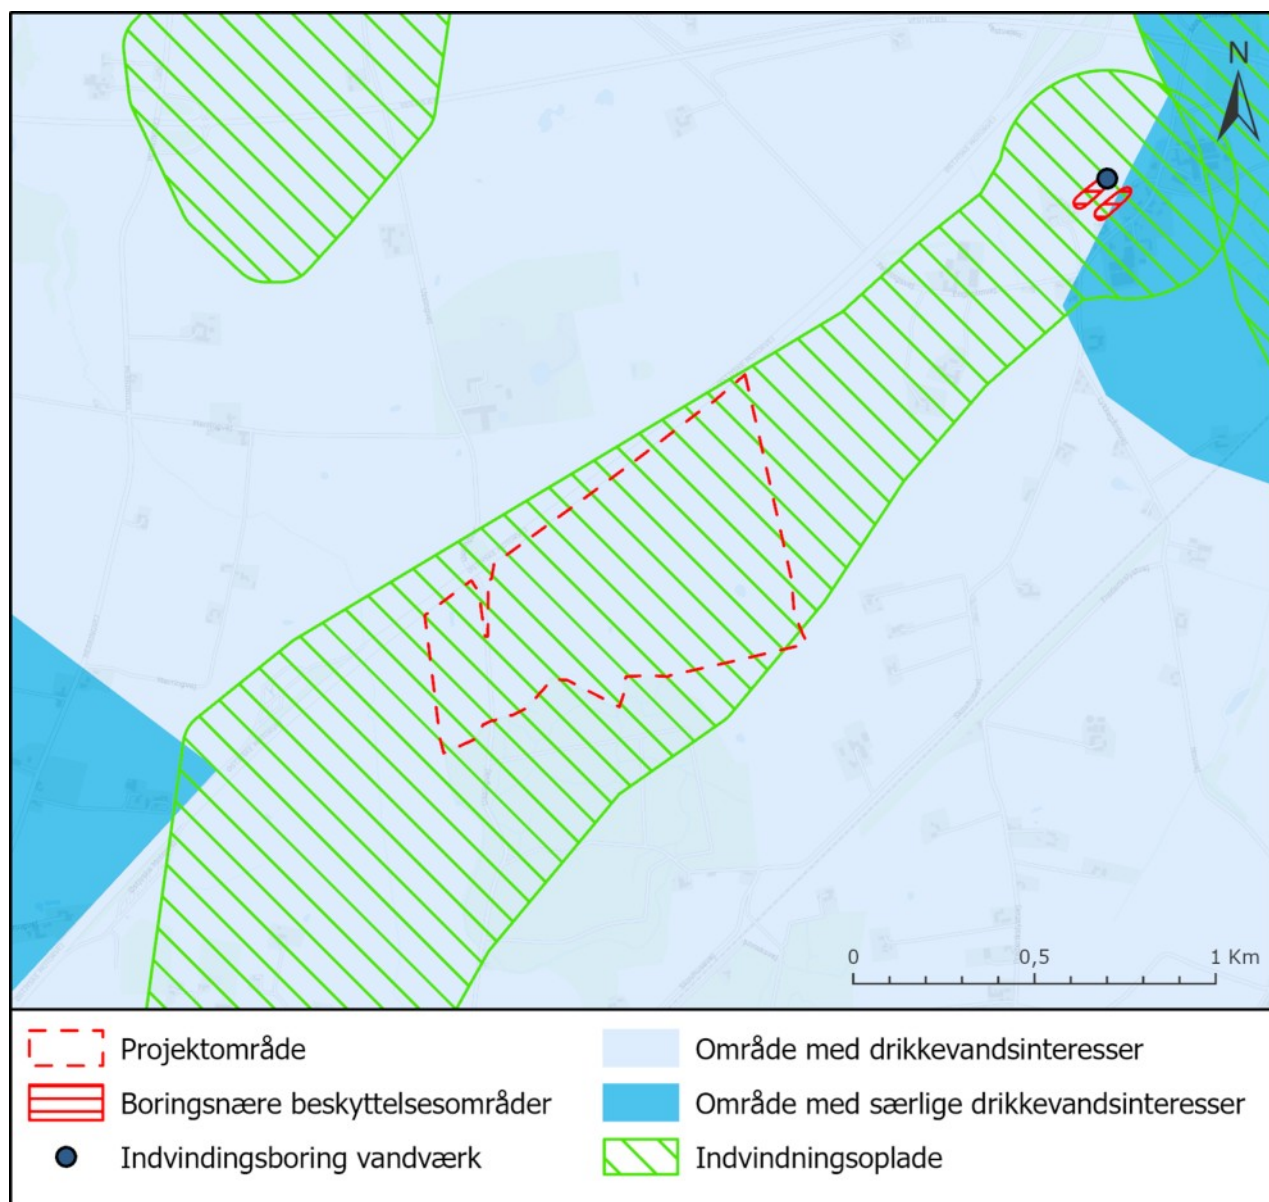 N
0 0,5 1 Km
Projektområde
Boringsnære beskyttelsesområder
Indvindingsboring vandværk
Område med drikkevandsinteresser
Område med særlige drikkevandsinteresser
Indvindningsoplade